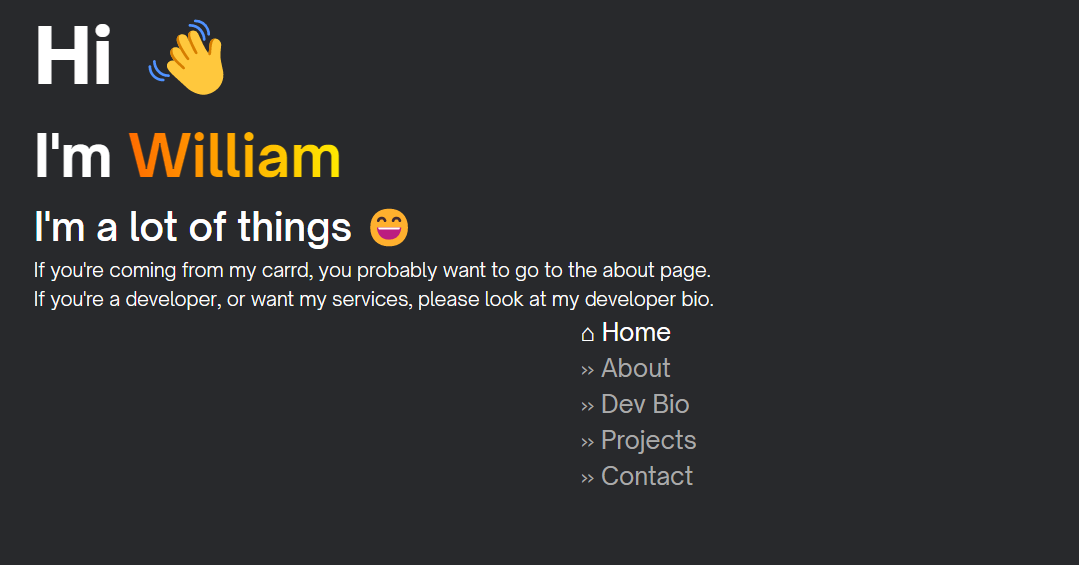 Hi 👋
I'm William
I'm a lot of things 😄
If you're coming from my carrd, you probably want to go to the about page.
If you're a developer, or want my services, please look at my developer bio.
⌂ Home
›› About
›› Dev Bio
›› Projects
›› Contact